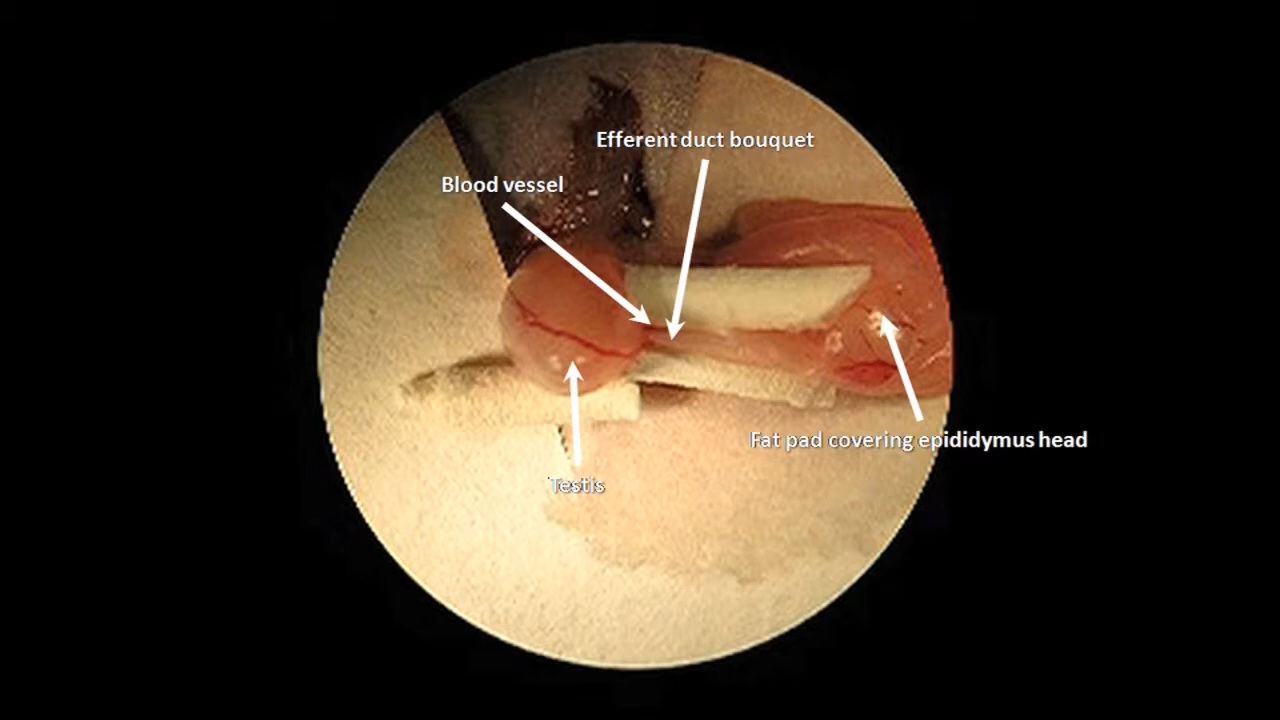 Efferent duct bouquet
Blood vessel
Fat pad covering epididymus head
Testis